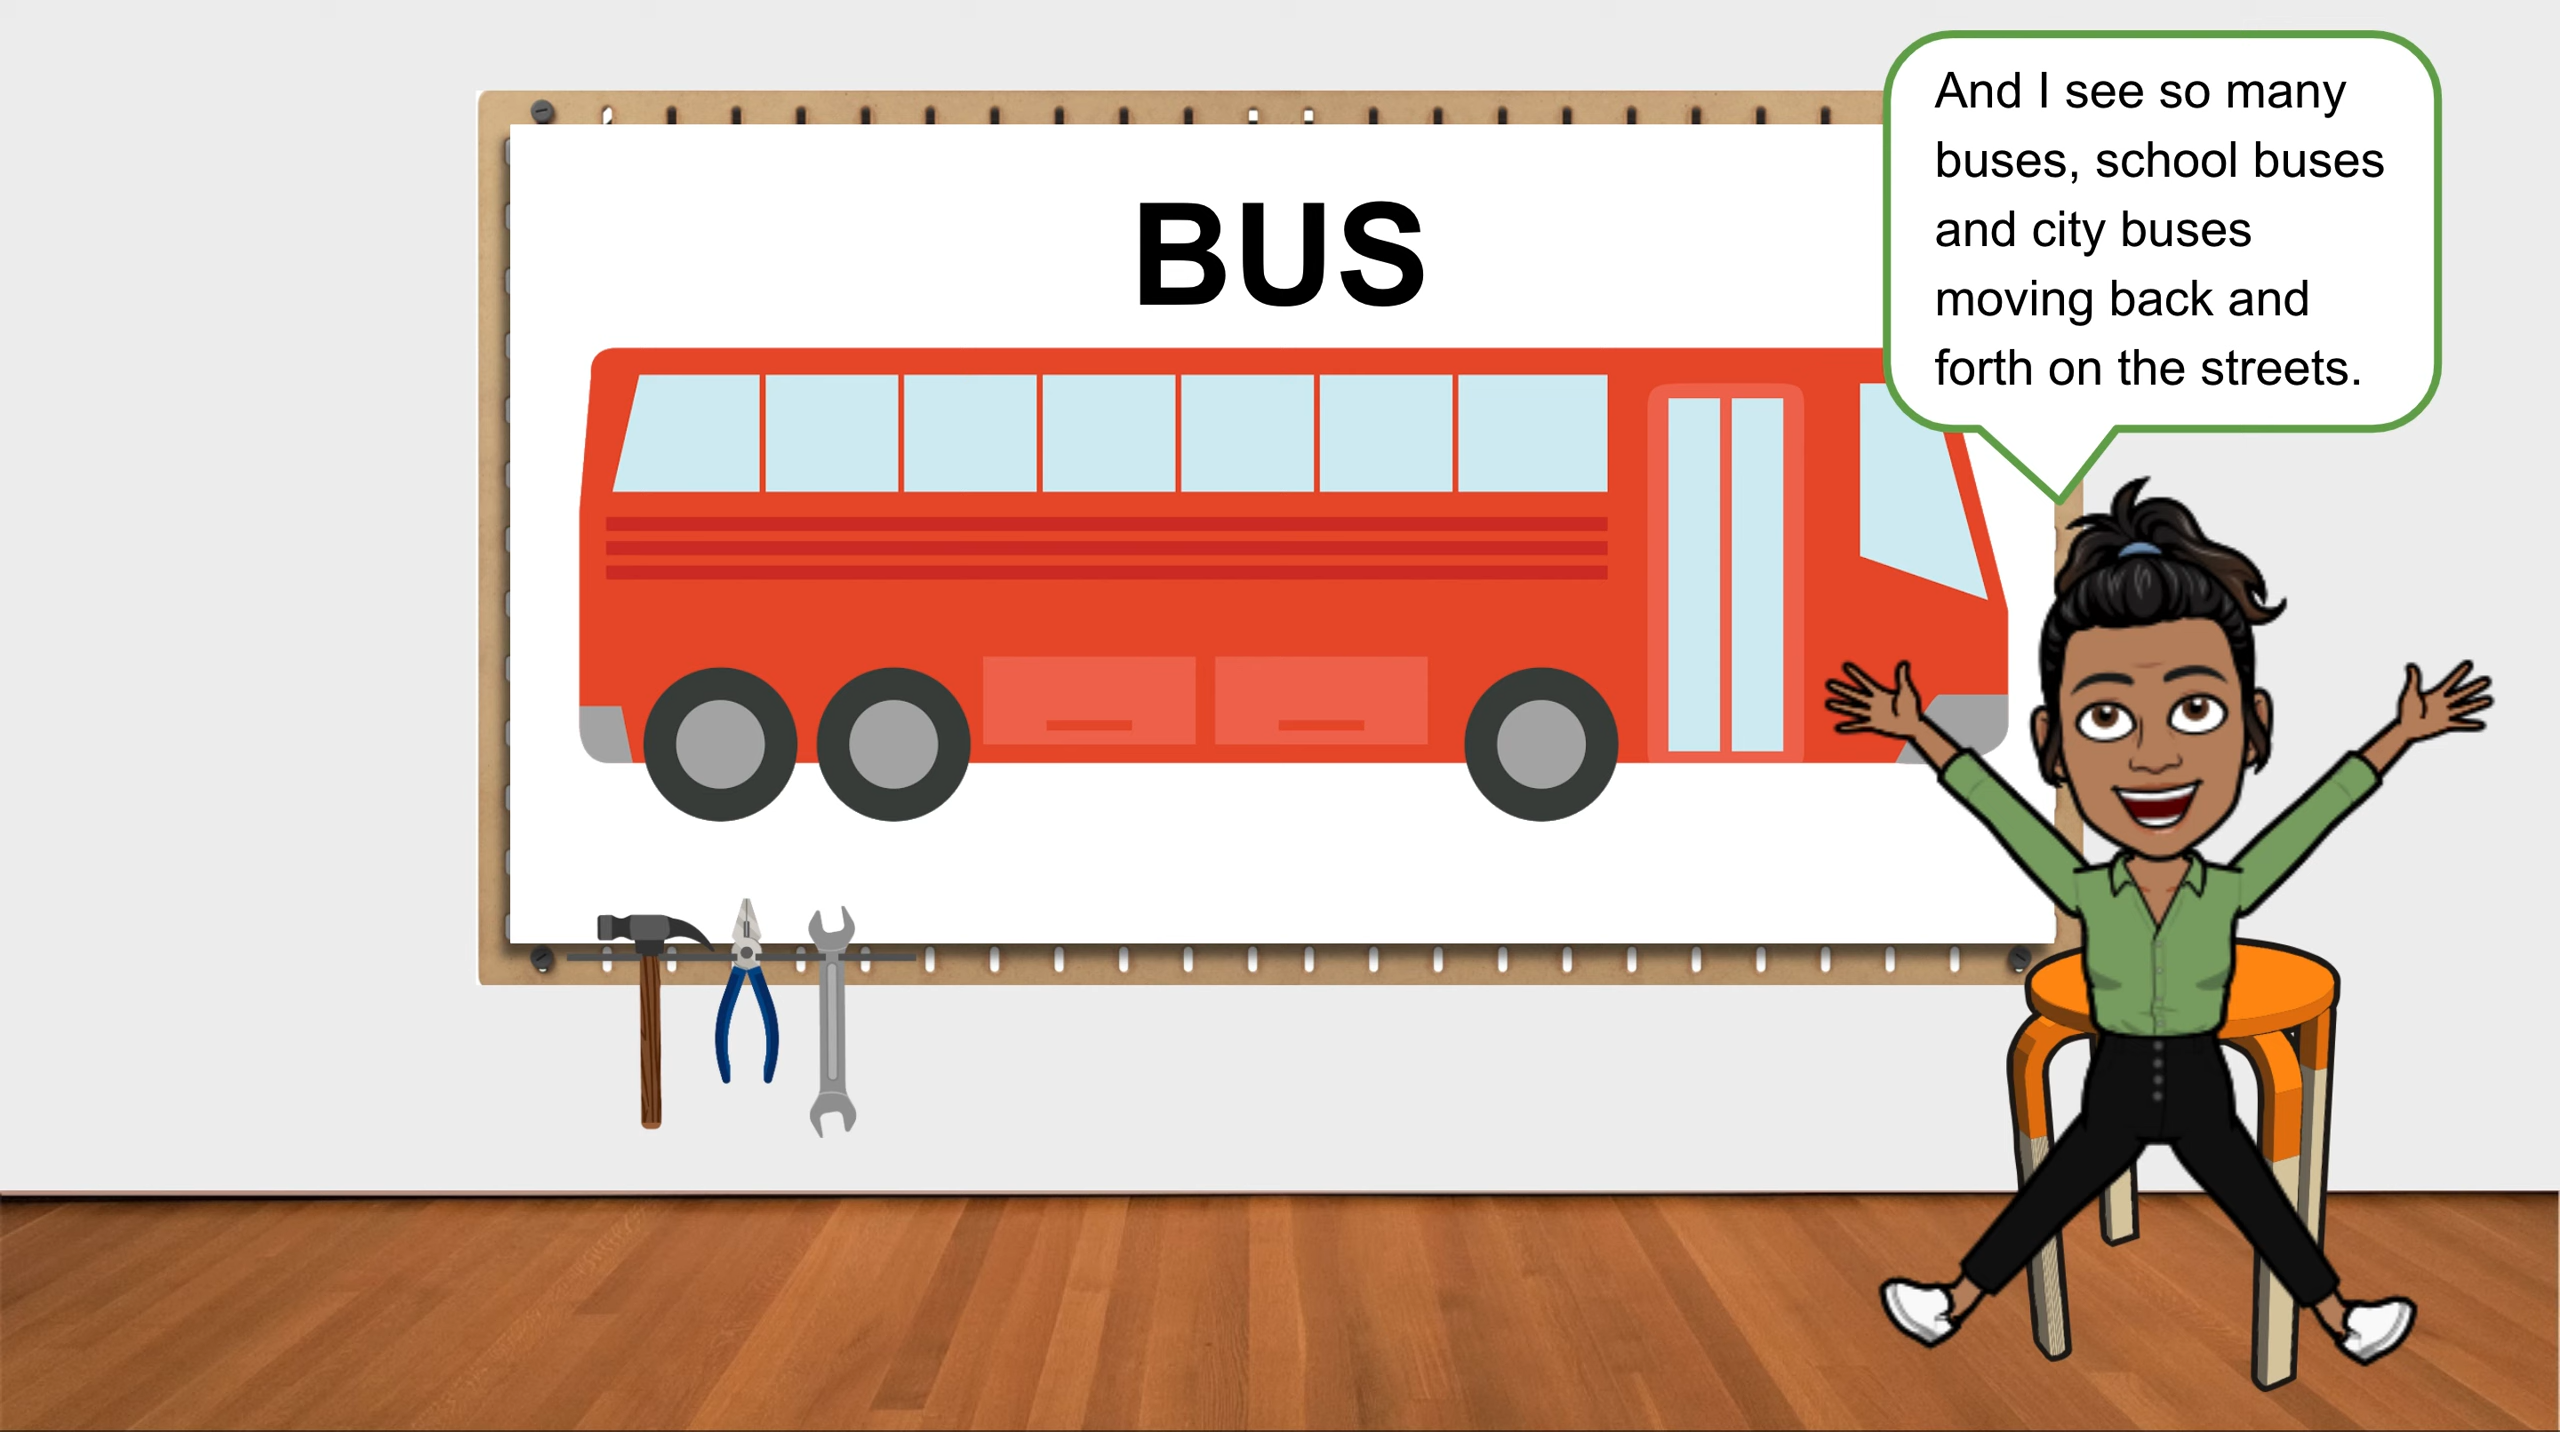 BUS
And I see so many
buses, school buses
and city buses
moving back and
forth on the streets.